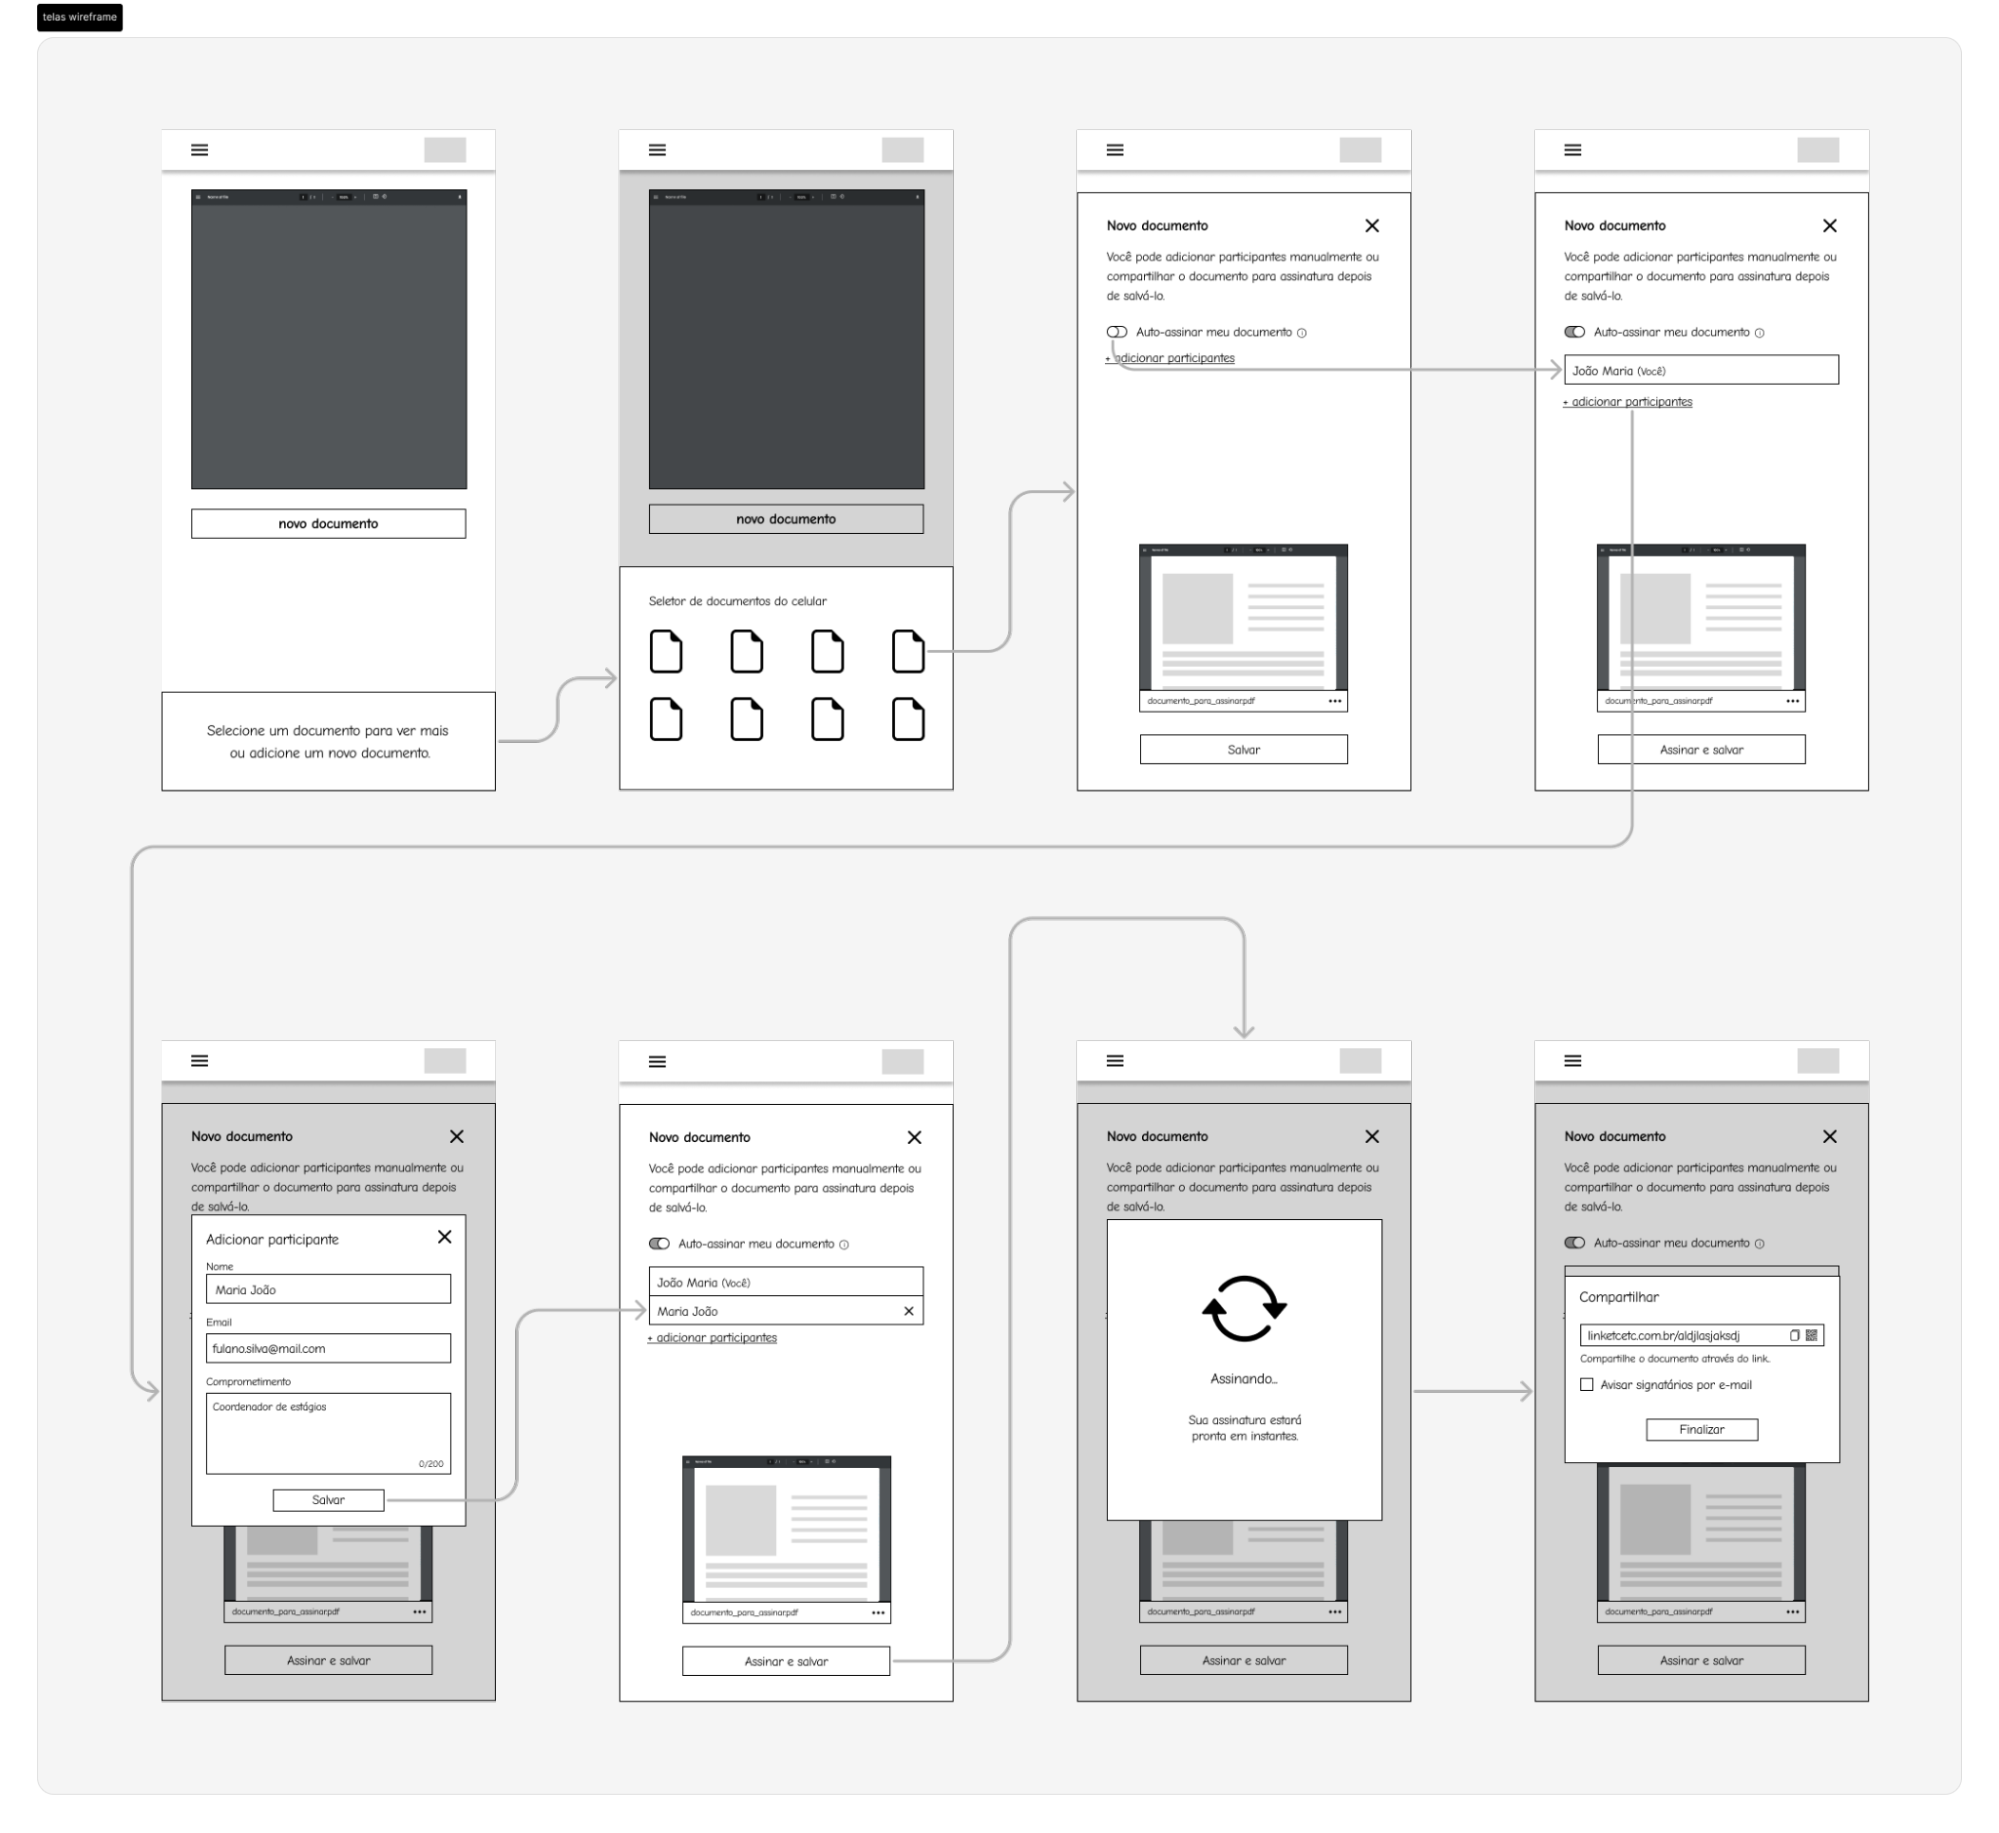 telas wireframe
novo documento
Selecione um documento para ver mais
ou adicione um novo documento.
novo documento
Seletor de documentos do celular
Novo documento
Você pode adicionar participantes manualmente ou
compartilhar o documento para assinatura depois
de salvá-lo.
Auto-assinar meu documento
+ adicionar participantes
documento_para_assinar.pdf
Salvar
Novo documento
Você pode adicionar participantes manualmente ou
compartilhar o documento para assinatura depois
de salvá-lo.
Auto-assinar meu documento
João Maria (Você)
+ adicionar participantes
documento_para_assinar.pdf
Assinar e salvar
Novo documento
Você pode adicionar participantes manualmente ou
compartilhar o documento para assinatura depois
de salvá-lo.
Adicionar participante
Nome
Maria João
Email
fulano.silva@mail.com
Comprometimento
Coordenador de estágios
0/200
Salvar
documento_para_assinar.pdf
Assinar e salvar
Novo documento
Você pode adicionar participantes manualmente ou
compartilhar o documento para assinatura depois
de salvá-lo.
Auto-assinar meu documento
João Maria (Você)
Maria João
+ adicionar participantes
documento_para_assinar.pdf
Assinar e salvar
Novo documento
Você pode adicionar participantes manualmente ou
compartilhar o documento para assinatura depois
de salvá-lo.
Assinando...
Sua assinatura estará
pronta em instantes.
documento_para_assinar.pdf
Assinar e salvar
Novo documento
Você pode adicionar participantes manualmente ou
compartilhar o documento para assinatura depois
de salvá-lo.
Auto-assinar meu documento
Compartilhar
linketcetc.com.br/aldjlasjaksdj
Compartilhe o documento através do link.
Avisar signatários por e-mail
Finalizar
documento_para_assinar.pdf
Assinar e salvar